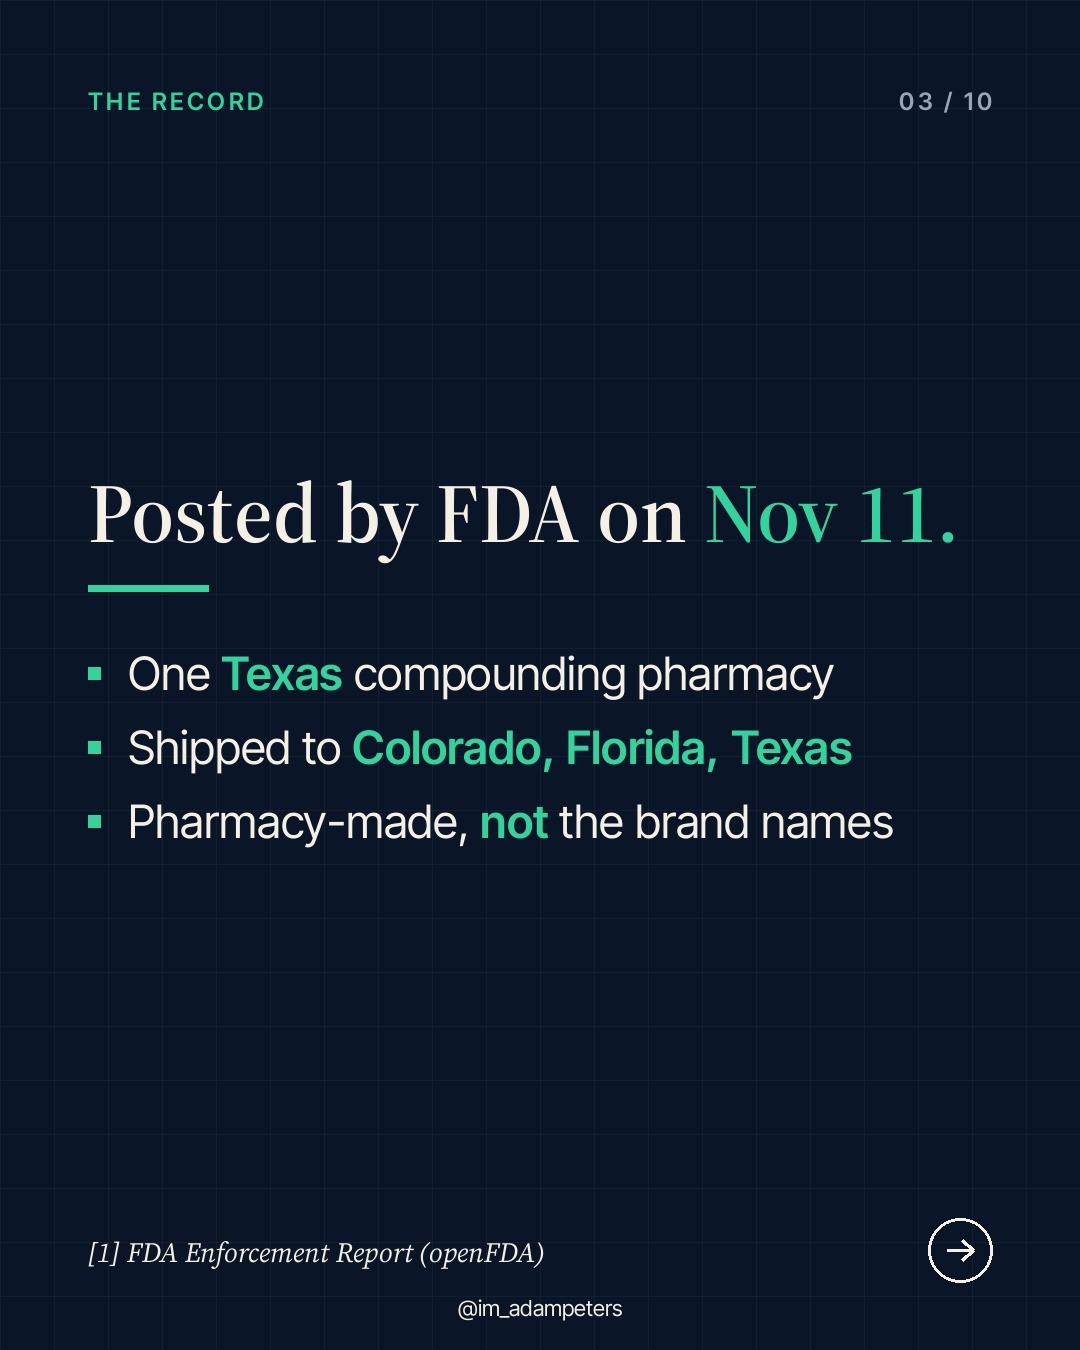 THE RECORD
03 / 10
Posted by FDA on Nov 11.
One Texas compounding pharmacy
Shipped to Colorado, Florida, Texas
Pharmacy-made, not the brand names
[1] FDA Enforcement Report (openFDA)
@im_adampeters